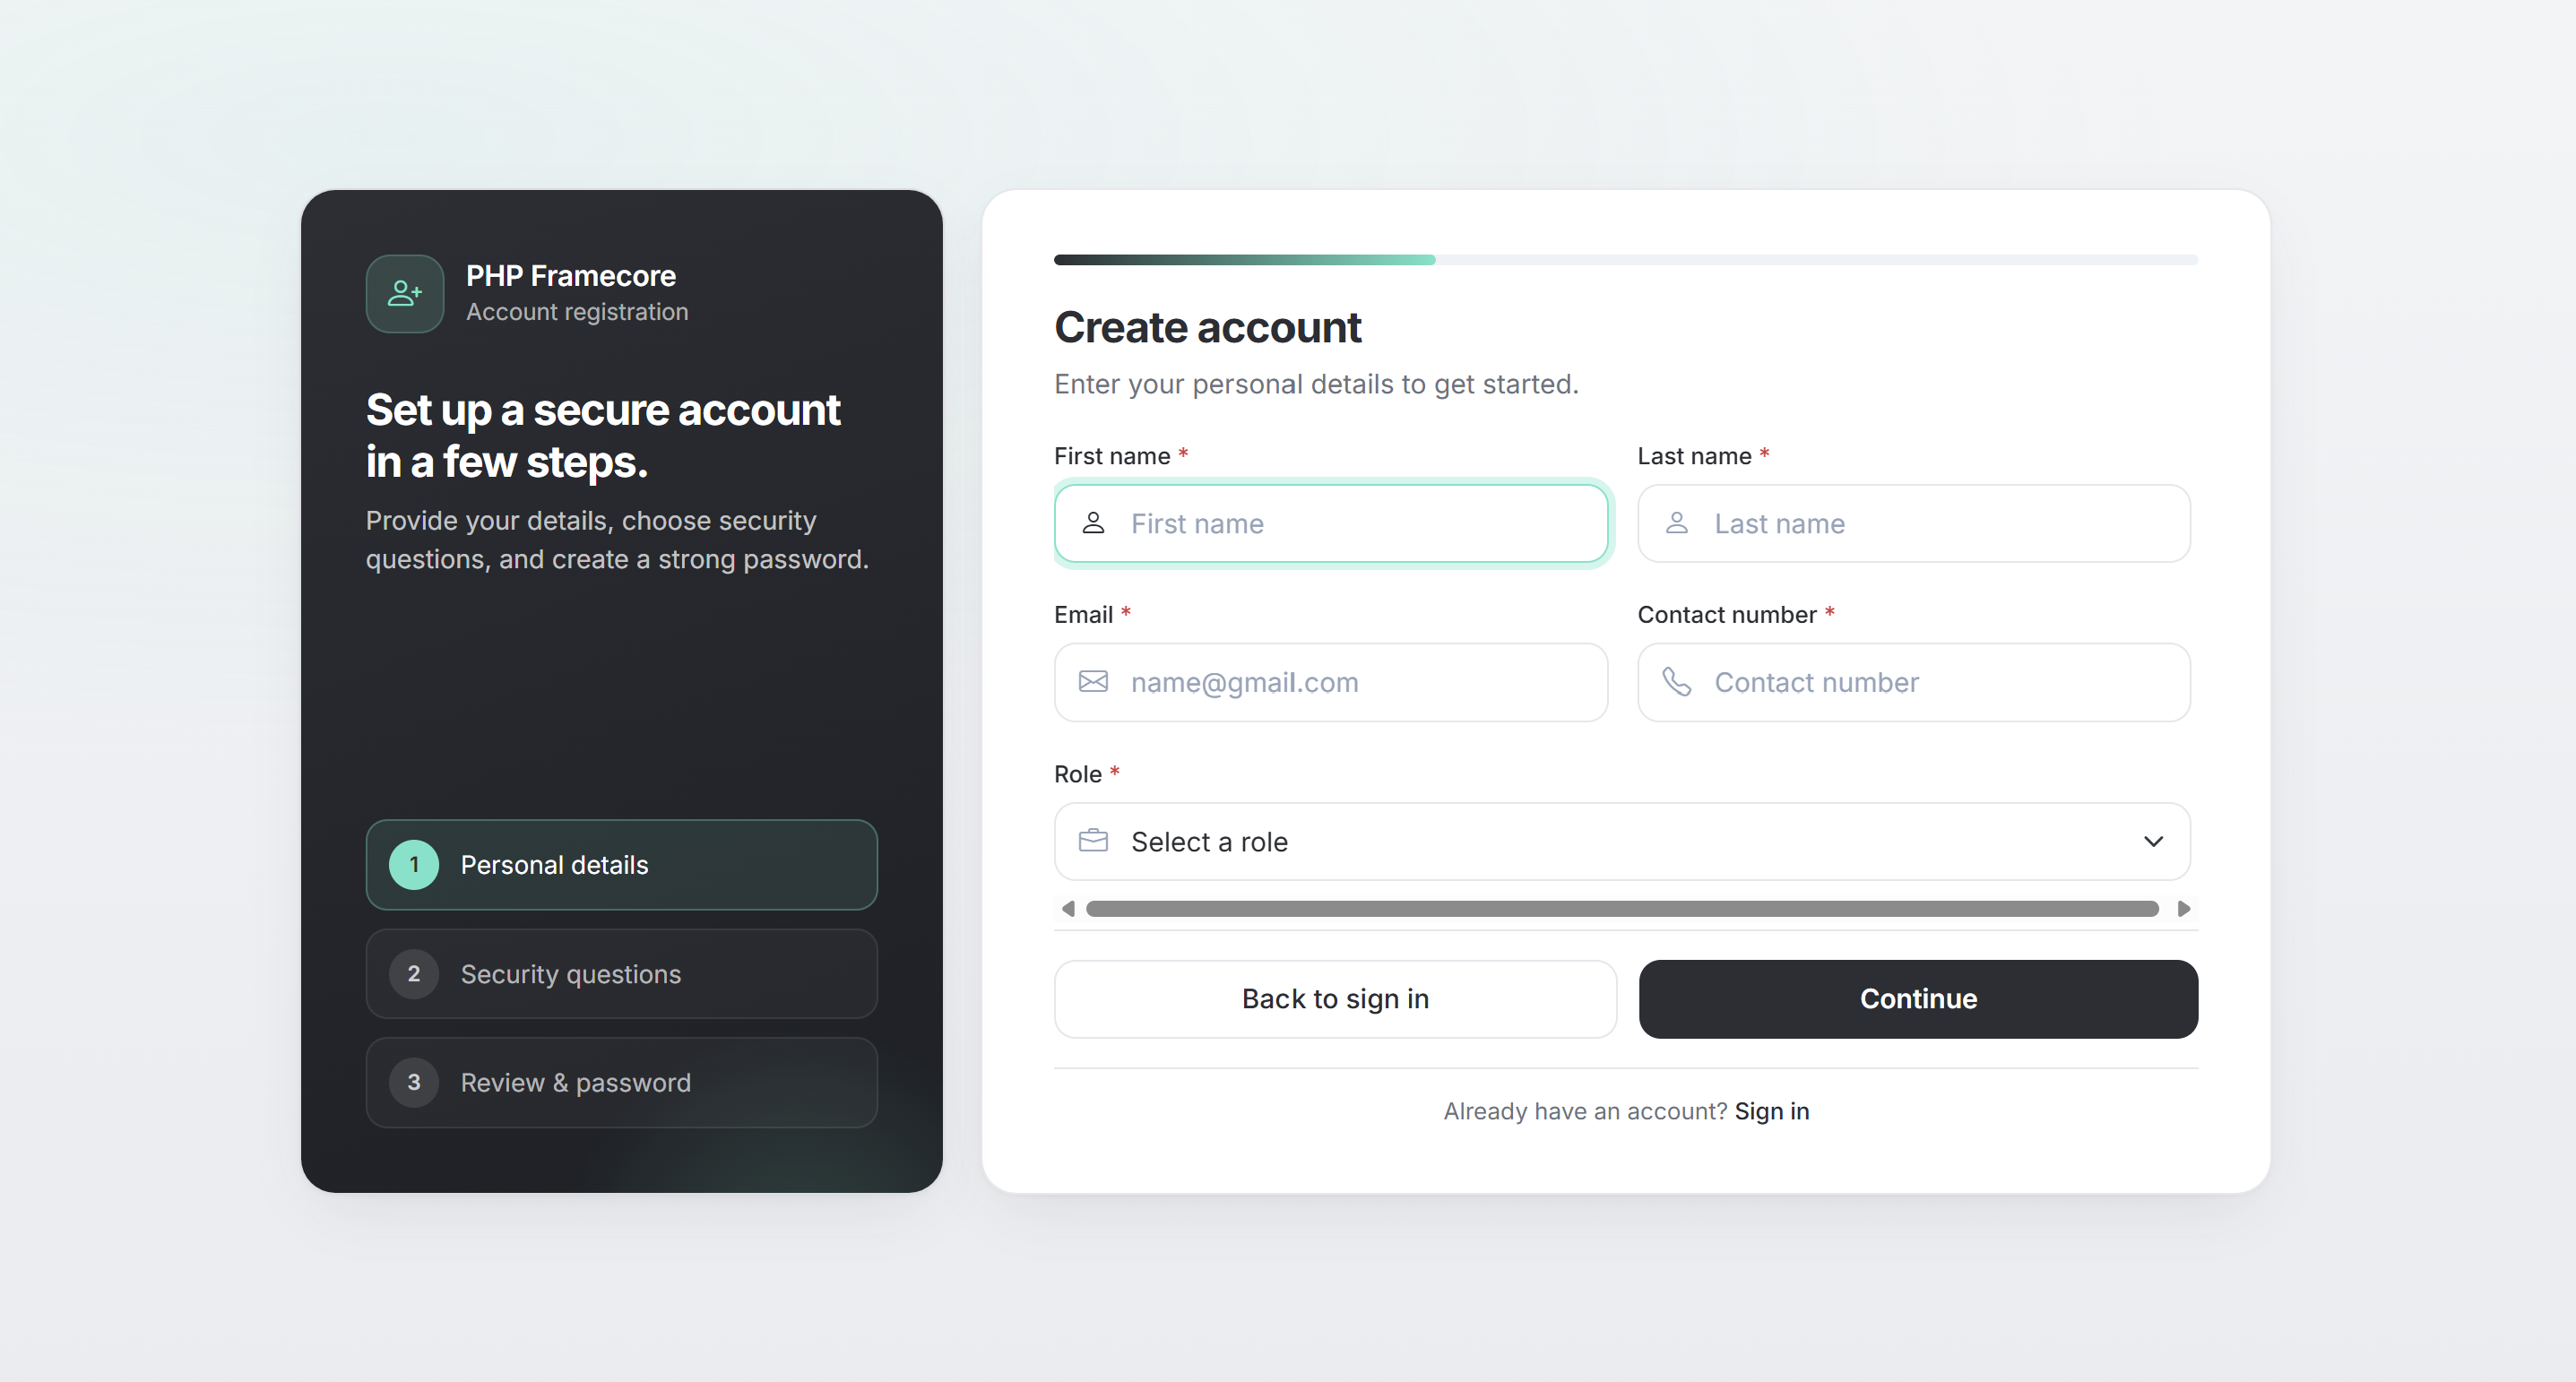 PHP Framecore
Account registration
Set up a secure account
in a few steps.
Provide your details, choose security
questions, and create a strong password.
1 Personal details
2 Security questions
3 Review & password
Create account
Enter your personal details to get started.
First name *
Last name *
First name
Last name
Email *
Contact number *
name@gmail.com
Contact number
Role *
Select a role
Back to sign in
Continue
Already have an account? Sign in